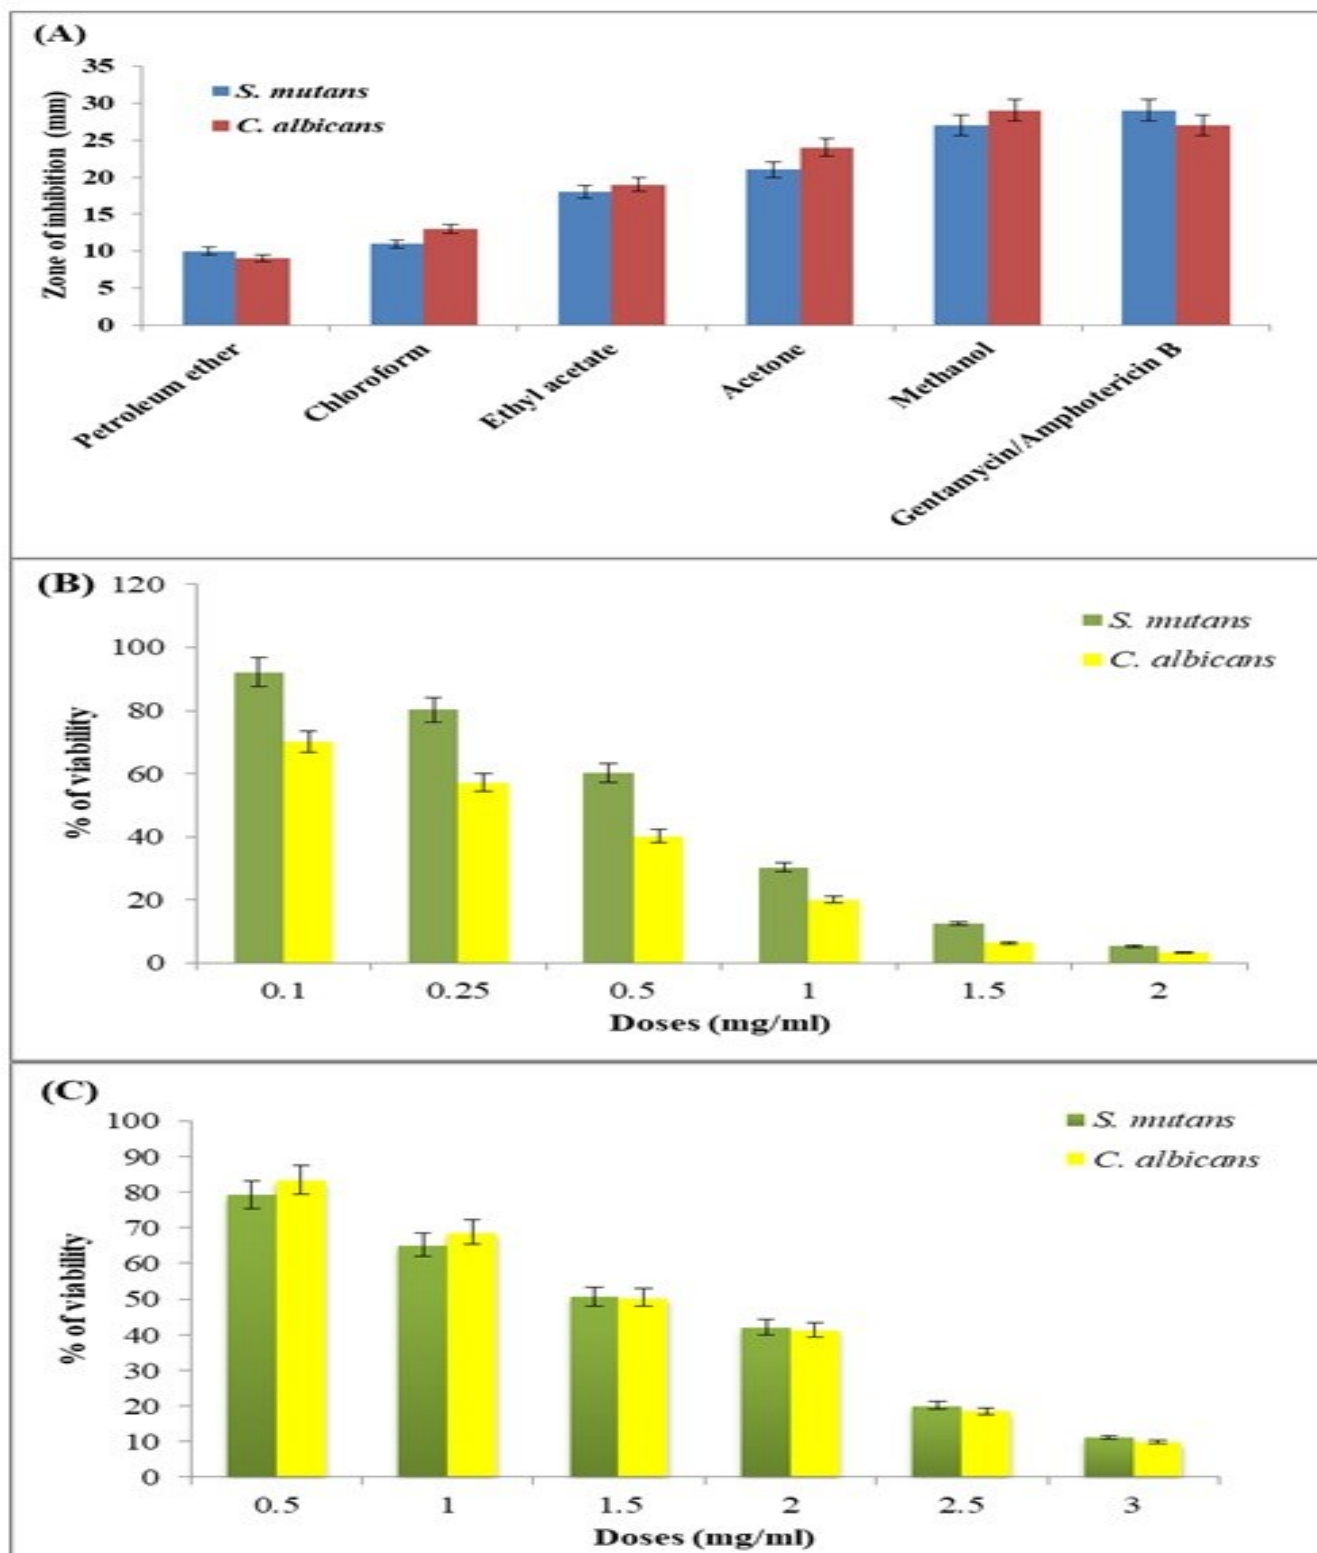 (A)
35
30
25
20
15
10
5
0
Zone of inhibition (mm)
S. mutans
C. albicans
Petroleum ether
Chloroform
Ethyl acetate
Acetone
Methanol
Gentamycin/Amphotericin B
(B)
120
100
80
60
40
20
0
% of viability
S. mutans
C. albicans
0.1 0.25 0.5 1 1.5 2
Doses (mg/ml)
(C)
100
90
80
70
60
50
40
30
20
10
0
% of viability
S. mutans
C. albicans
0.5 1 1.5 2 2.5 3
Doses (mg/ml)